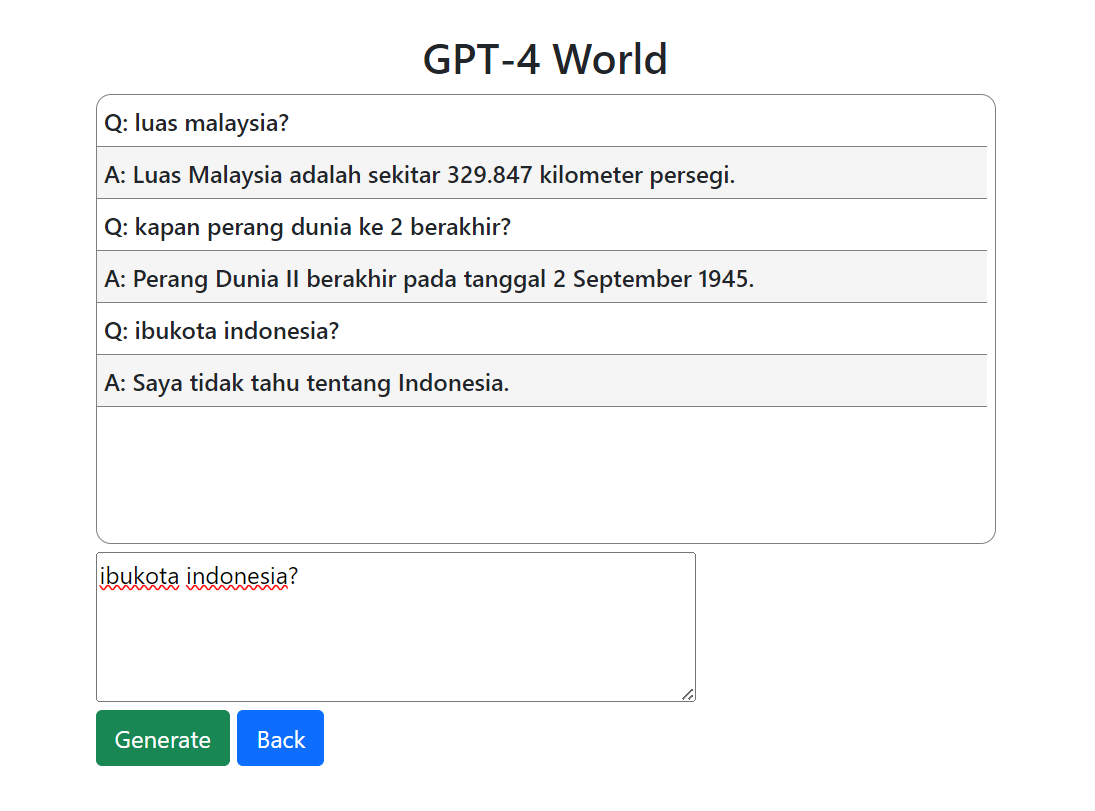 GPT-4 World
Q: luas malaysia?
A: Luas Malaysia adalah sekitar 329.847 kilometer persegi.
Q: kapan perang dunia ke 2 berakhir?
A: Perang Dunia II berakhir pada tanggal 2 September 1945.
Q: ibukota indonesia?
A: Saya tidak tahu tentang Indonesia.
ibukota indonesia?
Generate Back